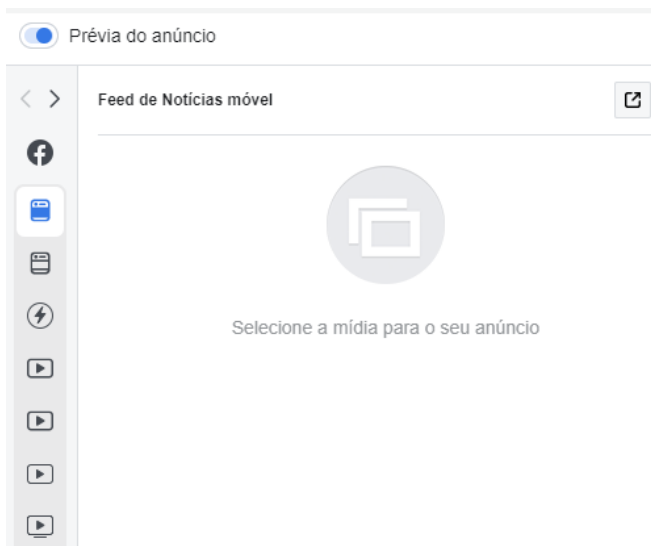 Prévia do anúncio
Feed de Notícias móvel
Selecione a mídia para o seu anúncio